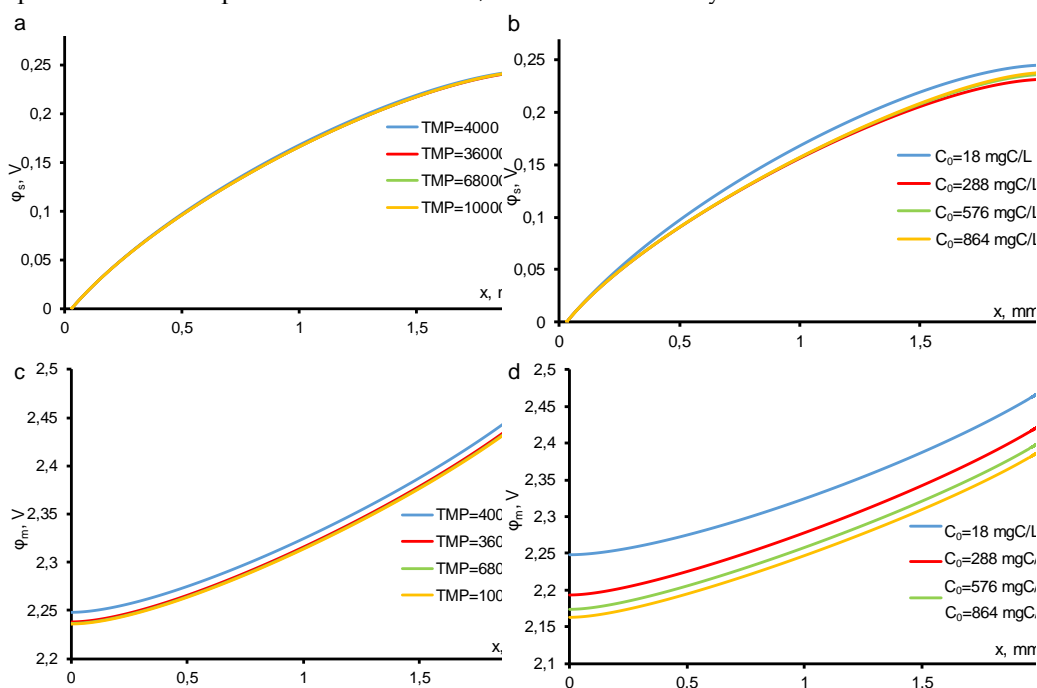 a
0,25
0,2
0,15
0,1
0,05
0
φs, V
0
0,5
1
1,5
TMP=4000
TMP=36000
TMP=68000
TMP=10000
b
0,25
0,2
0,15
0,1
0,05
0
φs, V
0
0,5
1
1,5
x, mm
C0=18 mgC/L
C0=288 mgC/L
C0=576 mgC/L
C0=864 mgC/L
c
2,5
2,45
2,4
2,35
2,3
2,25
2,2
φm, V
0
0,5
1
1,5
x,
TMP=400
TMP=360
TMP=680
TMP=100
d
2,5
2,45
2,4
2,35
2,3
2,25
2,2
2,15
2,1
φm, V
0
0,5
1
1,5
x, mm
C0=18 mgC/L
C0=288 mgC/
C0=576 mgC/
C0=864 mgC/